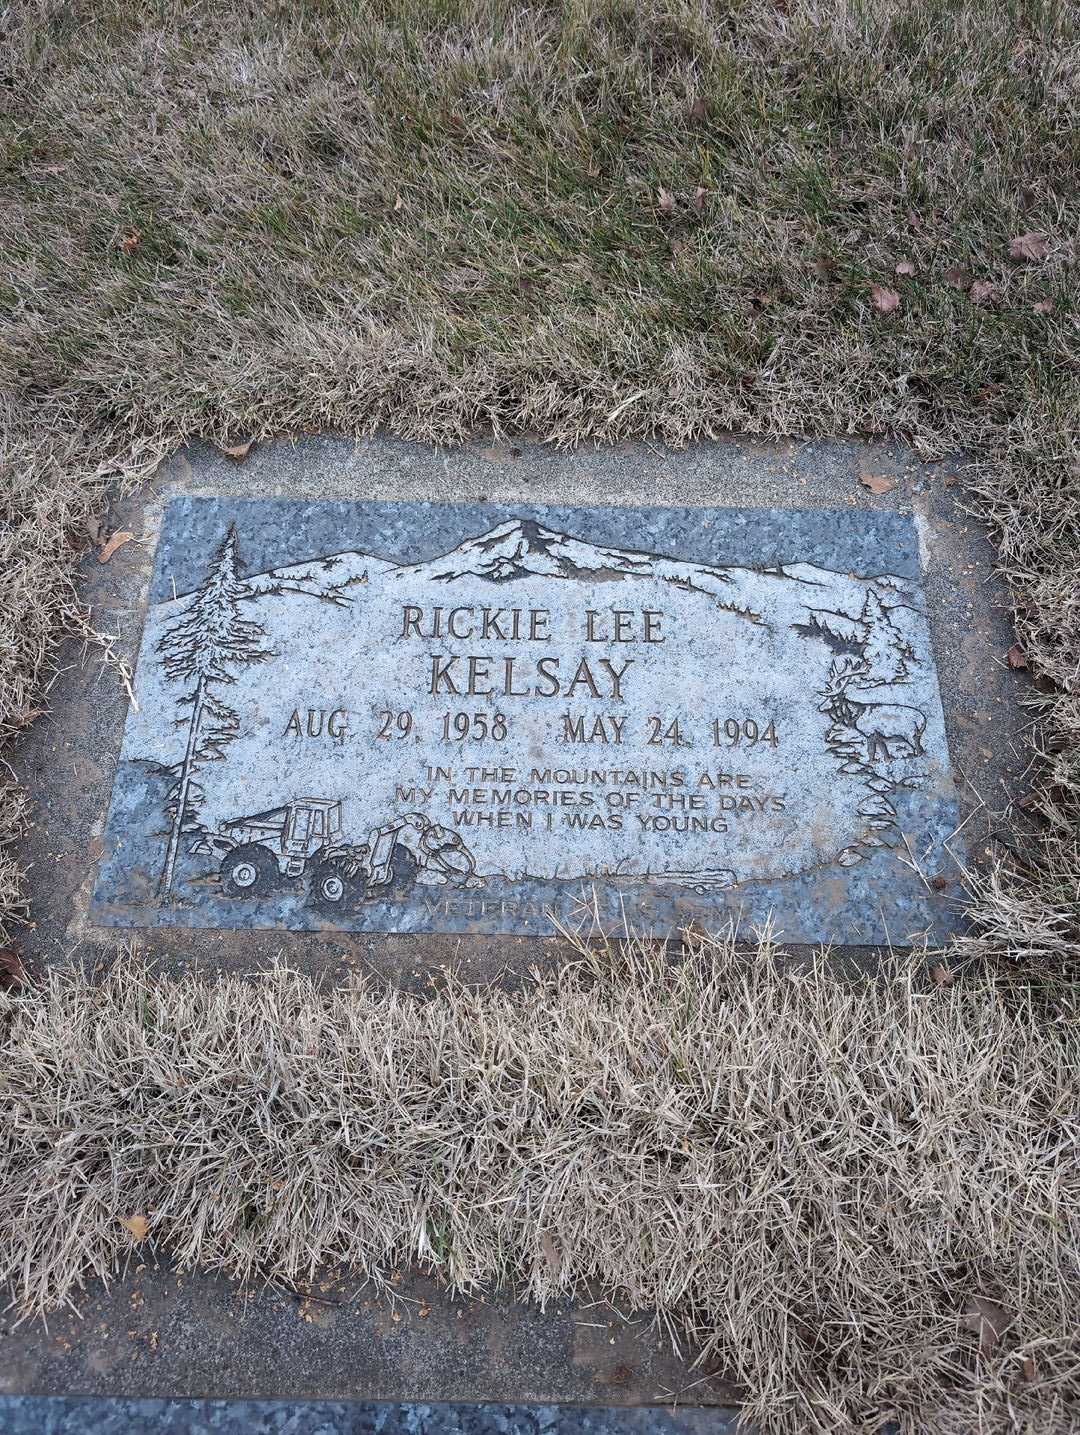 RICKIE LEE
KELSAY
AUG 29, 1958 MAY 24, 1994
IN THE MOUNTAINS ARE
MY MEMORIES OF THE DAYS
WHEN I WAS YOUNG
VETERAN